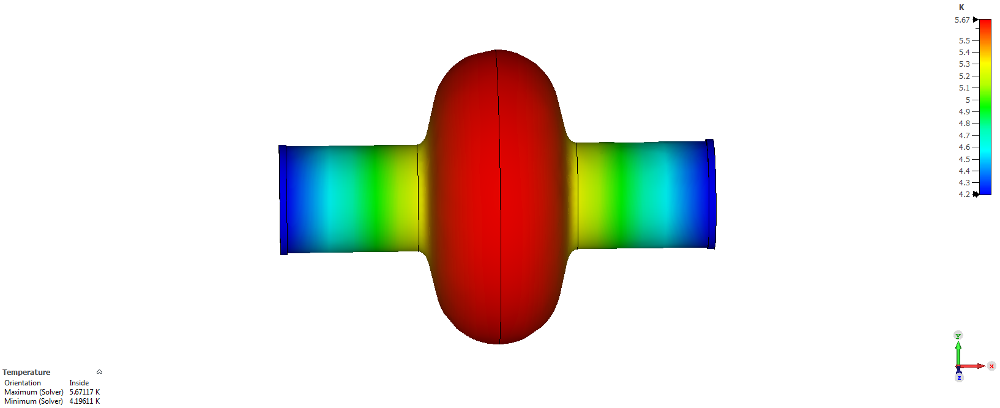 K
5.67
5.5
5.4
5.3
5.2
5.1
5
4.9
4.8
4.7
4.6
4.5
4.4
4.3
4.2
y
x
z
Temperature
Orientation Inside
Maximum (Solver) 5.67117 K
Minimum (Solver) 4.19611 K